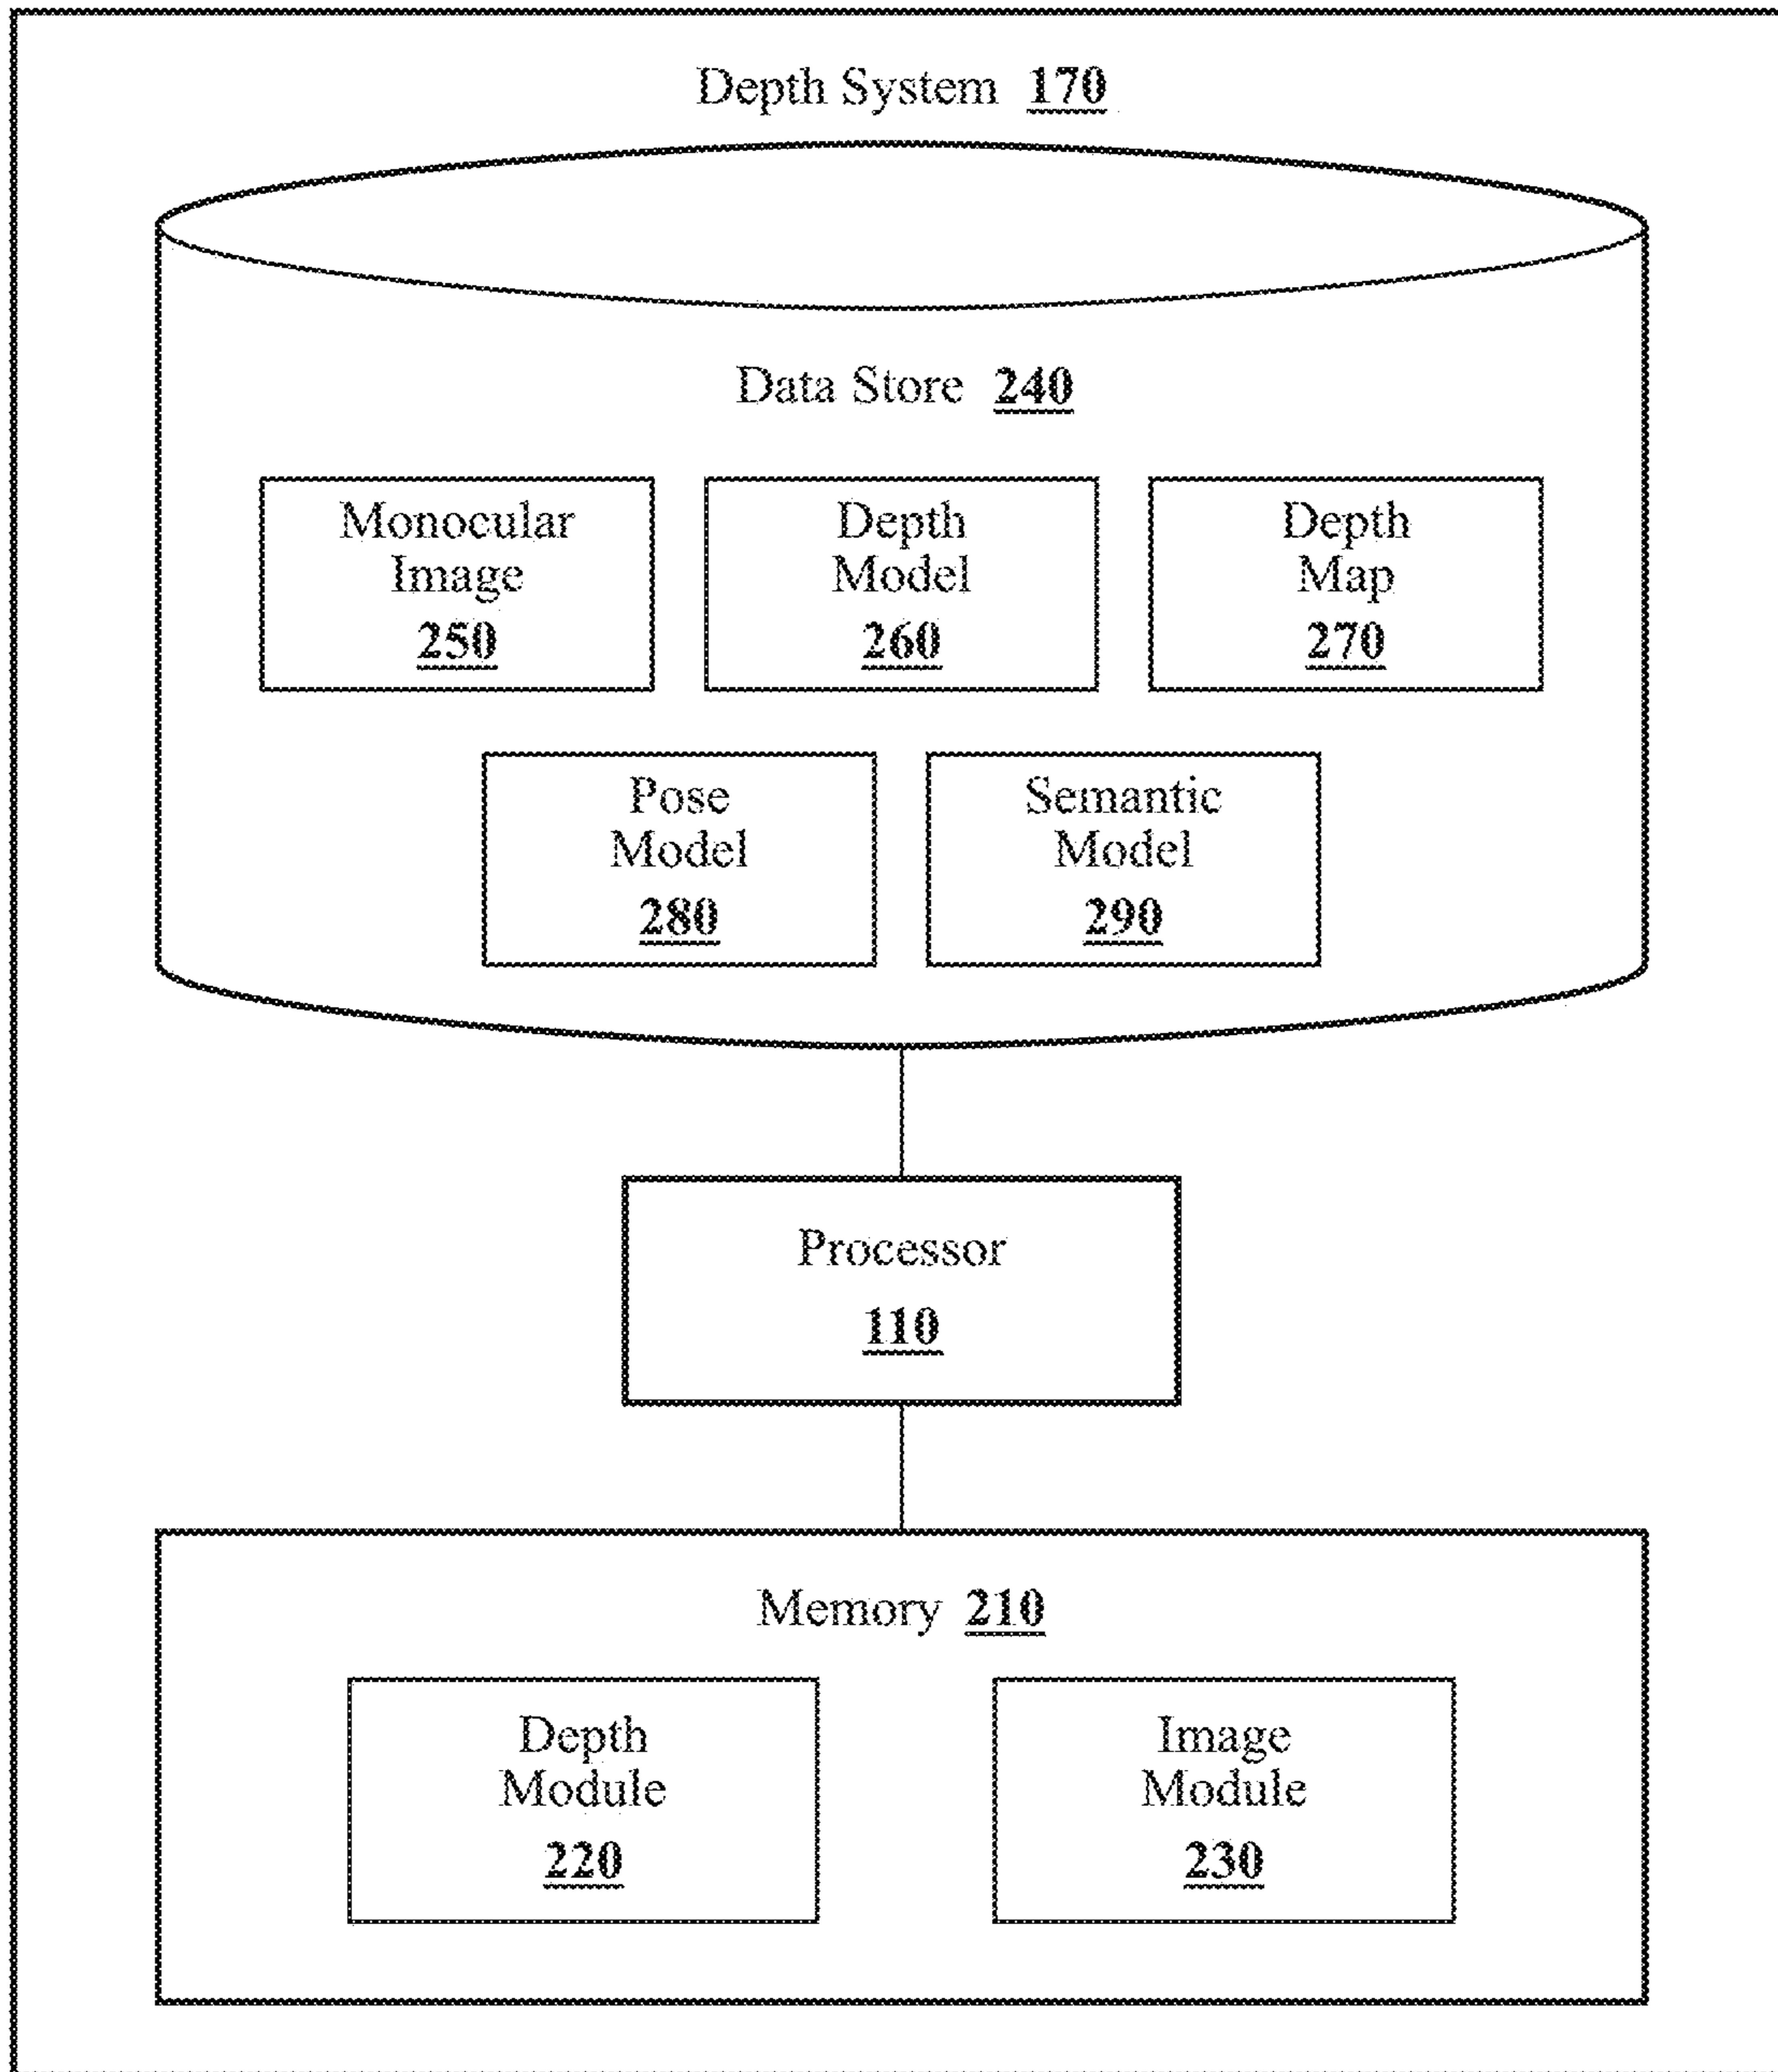 Depth System 170
Data Store 240
Monocular
Image
250
Depth
Model
260
Depth
Map
270
Pose
Model
280
Semantic
Model
290
Processor
110
Memory 210
Depth
Module
220
Image
Module
230